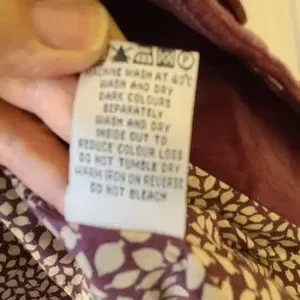 P
MACHINE WASH AT 40°C
WASH AND DRY
DARK COLOURS
SEPARATELY
WASH AND DRY
INSIDE OUT TO
REDUCE COLOUR LOSS
DO NOT TUMBLE DRY
WARM IRON ON REVERSE
DO NOT BLEACH